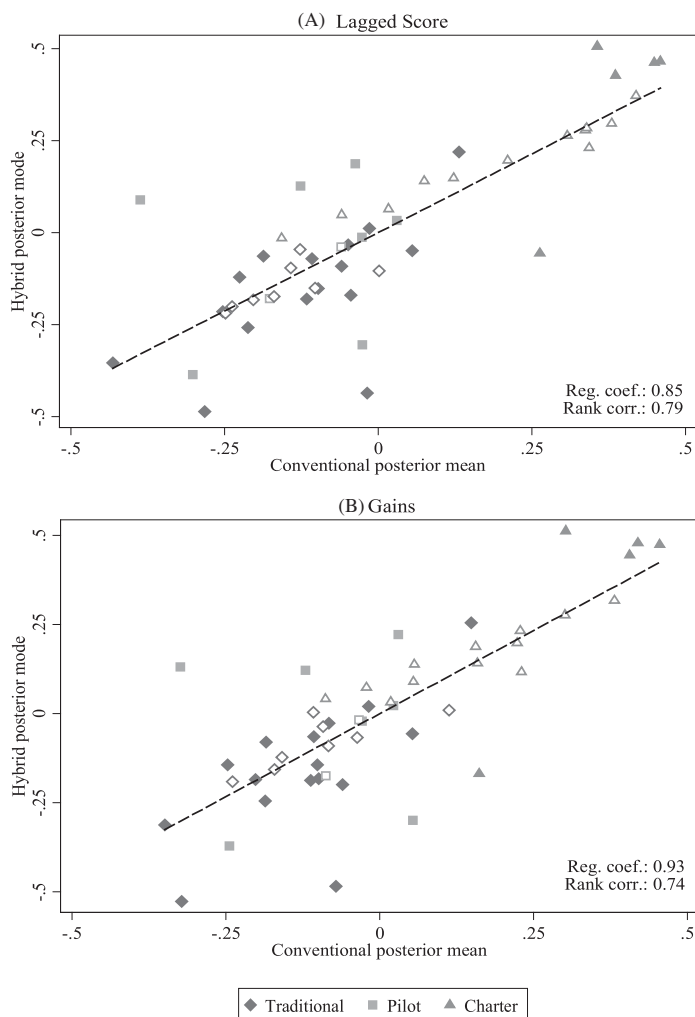 (A) Lagged Score
Hybrid posterior mode
.5
.25
0
-.25
-.5
Reg. coef.: 0.85
Rank corr.: 0.79
-.5 -.25 0 .25 .5
Conventional posterior mean
(B) Gains
Hybrid posterior mode
.5
.25
0
-.25
-.5
Reg. coef.: 0.93
Rank corr.: 0.74
-.5 -.25 0 .25 .5
Conventional posterior mean
Traditional Pilot Charter